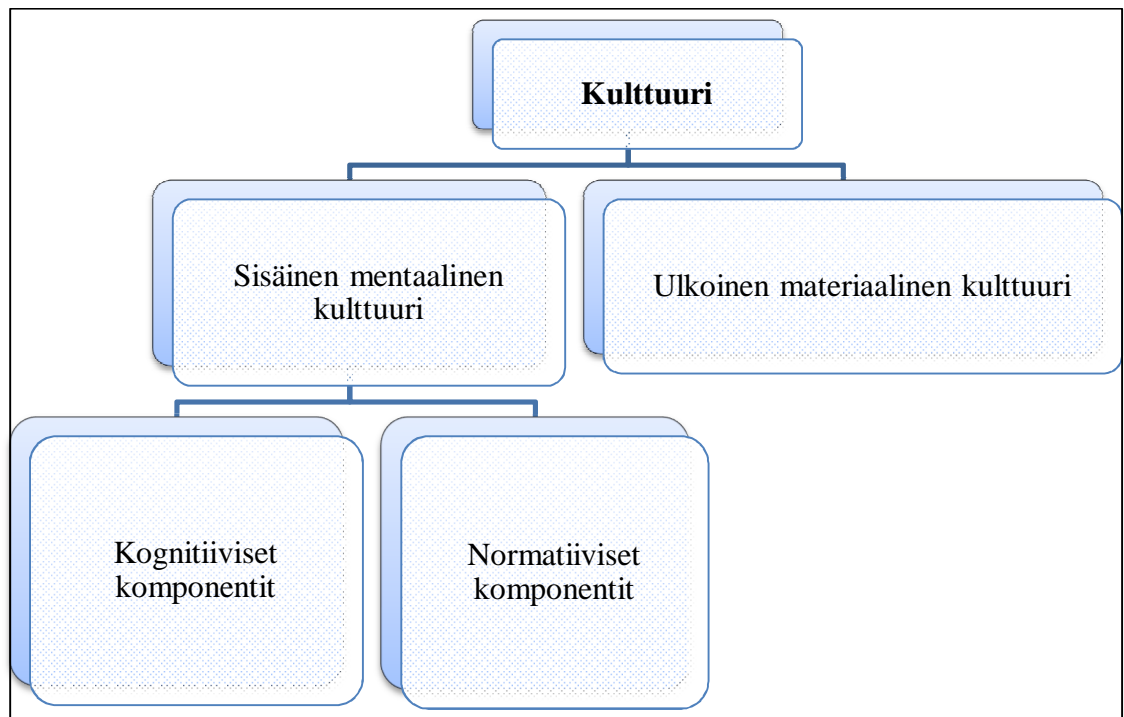 Kulttuuri
Sisäinen mentaalinen
kulttuuri
Ulkoinen materiaalinen kulttuuri
Kognitiiviset
komponentit
Normatiiviset
komponentit